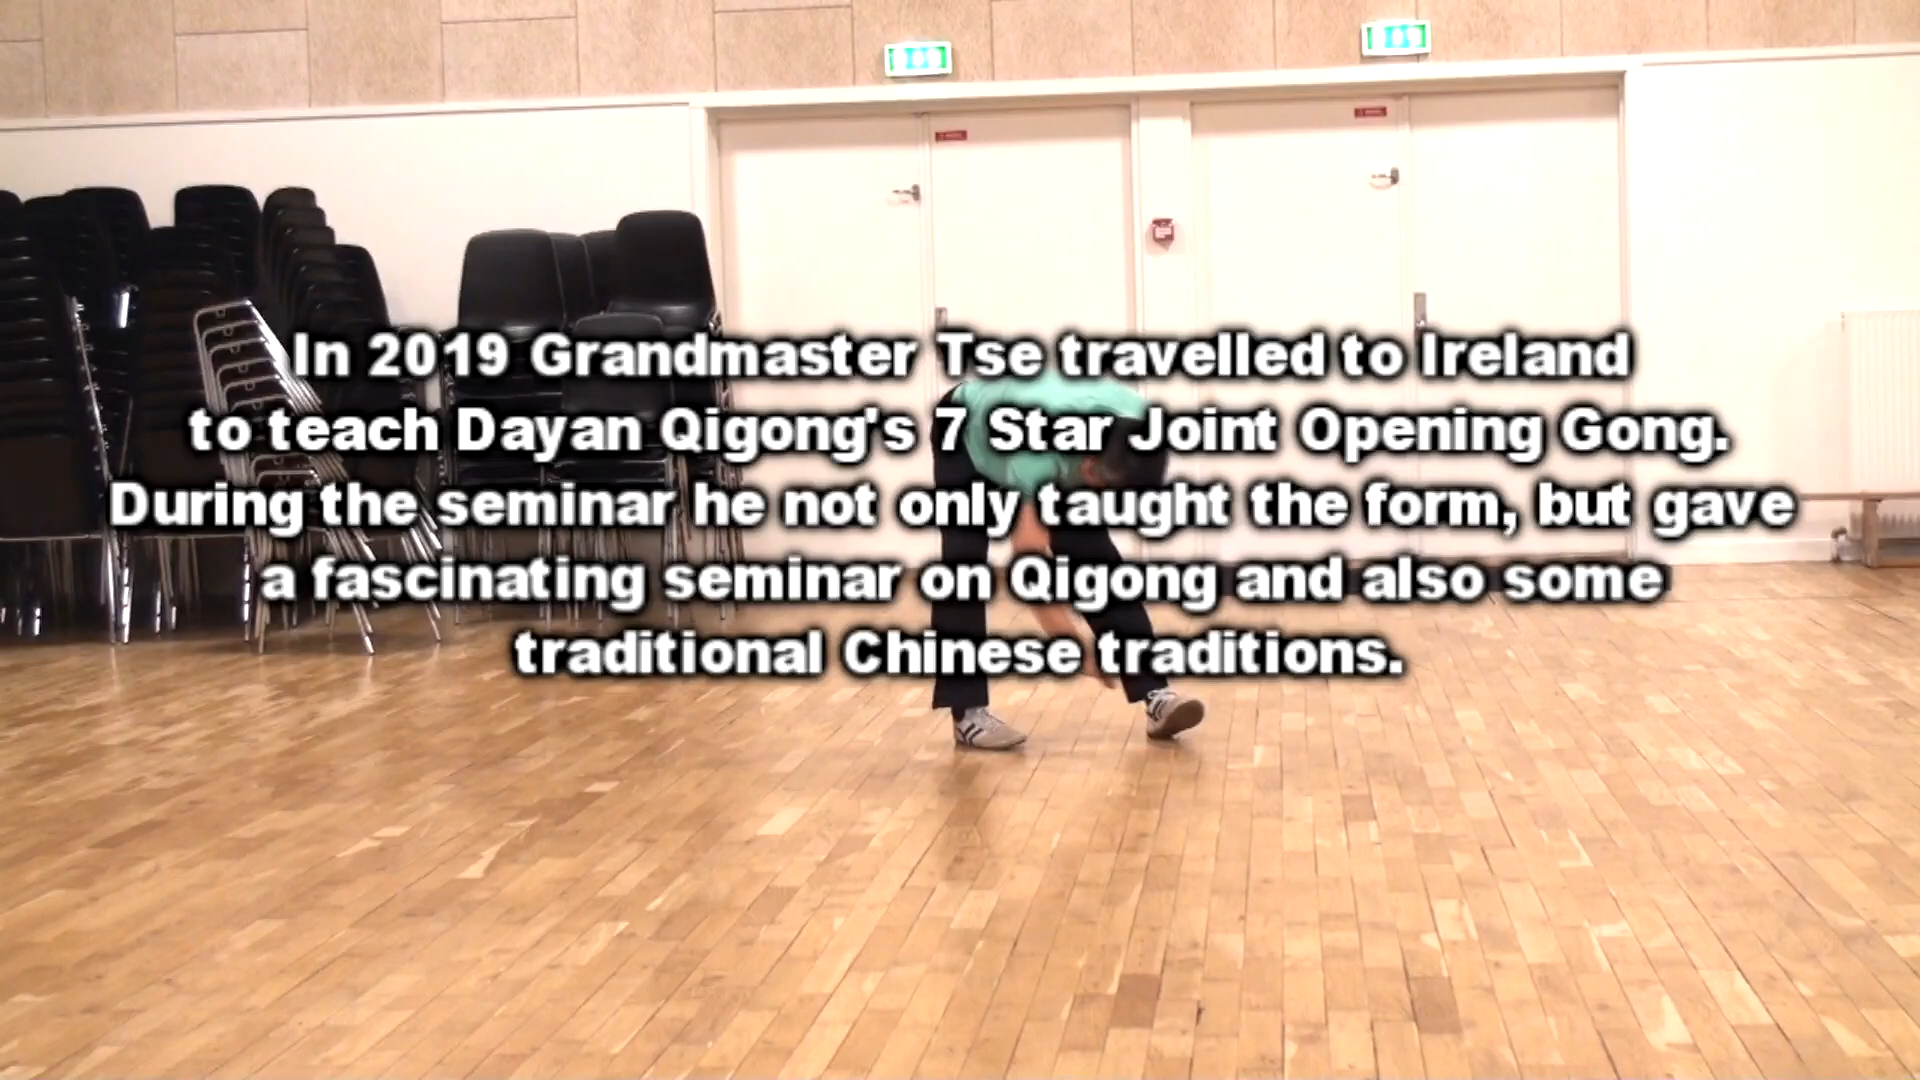 In 2019 Grandmaster Tse travelled to Ireland
to teach Dayan Qigong's 7 Star Joint Opening Gong.
During the seminar he not only taught the form, but gave
a fascinating seminar on Qigong and also some
traditional Chinese traditions.